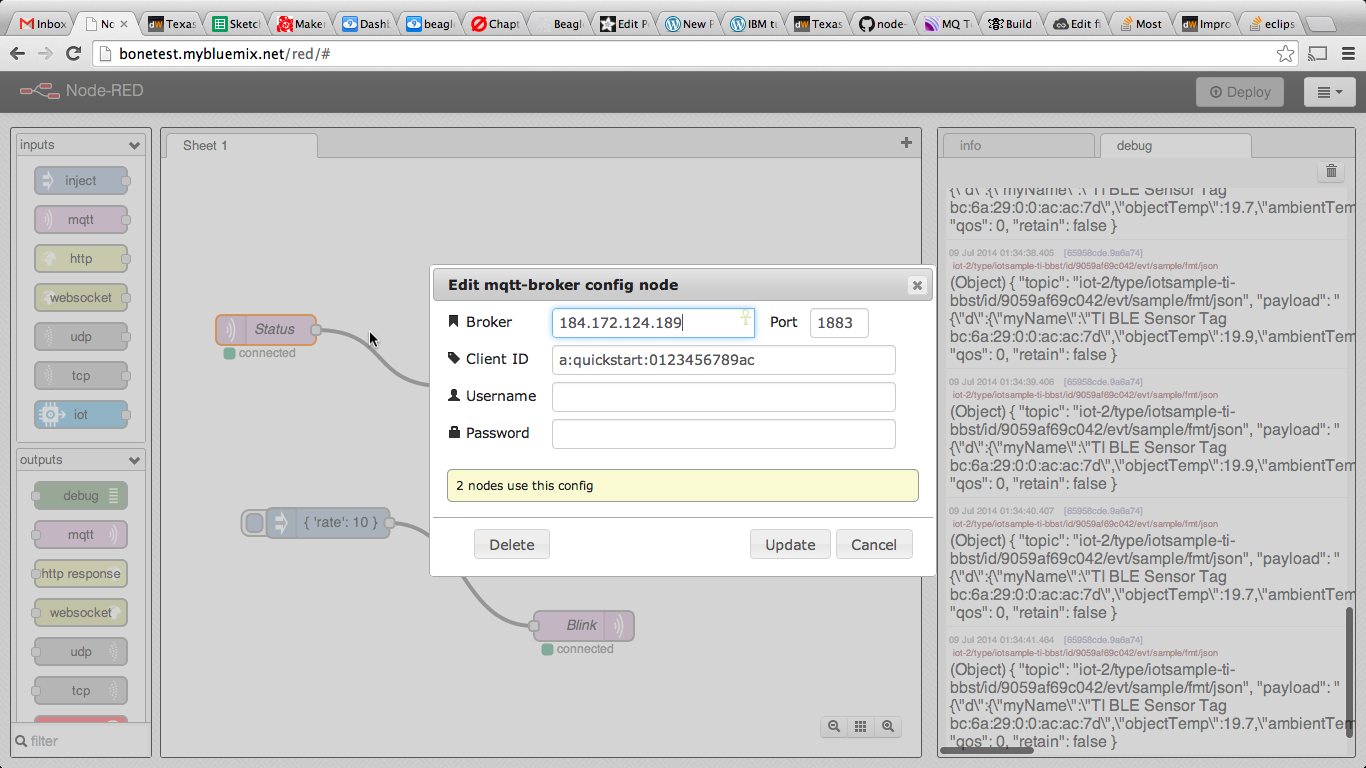 Inbox
No
Texas
Sketch
Maker
Dash
beagle
Chapt
Beagle
Edit P
New P
IBM tu
Texas
node-
MQ T
Build
Edit f
Most
Impro
eclips
bonetest.mybluemix.net/red/#
Node-RED
Deploy
inputs
inject
mqtt
http
websocket
udp
tcp
iot
outputs
debug
mqtt
http response
websocket
udp
tcp
filter
Sheet 1
+
Status
connected
{ 'rate': 10 }
Blink
connected
Edit mqtt-broker config node
Broker 184.172.124.189 Port 1883
Client ID a:quickstart:0123456789ac
Username
Password
2 nodes use this config
Delete Update Cancel
info debug
{\"d\":{\"myName\":\"TI BLE Sensor Tag
bc:6a:29:0:0:ac:ac:7d\",\"objectTemp\":19.7,\"ambientTem
"qos": 0, "retain": false }
09 Jul 2014 01:34:38.405 [65958cde.9a6a74]
iot-2/type/iotsample-ti-bbst/id/9059af69c042/evt/sample/fmt/json
(Object) { "topic": "iot-2/type/iotsample-ti-
bbst/id/9059af69c042/evt/sample/fmt/json", "payload": "
{\"d\":{\"myName\":\"TI BLE Sensor Tag
bc:6a:29:0:0:ac:ac:7d\",\"objectTemp\":19.9,\"ambientTem
"qos": 0, "retain": false }
09 Jul 2014 01:34:39.406 [65958cde.9a6a74]
iot-2/type/iotsample-ti-bbst/id/9059af69c042/evt/sample/fmt/json
(Object) { "topic": "iot-2/type/iotsample-ti-
bbst/id/9059af69c042/evt/sample/fmt/json", "payload": "
{\"d\":{\"myName\":\"TI BLE Sensor Tag
bc:6a:29:0:0:ac:ac:7d\",\"objectTemp\":19.9,\"ambientTem
"qos": 0, "retain": false }
09 Jul 2014 01:34:40.407 [65958cde.9a6a74]
iot-2/type/iotsample-ti-bbst/id/9059af69c042/evt/sample/fmt/json
(Object) { "topic": "iot-2/type/iotsample-ti-
bbst/id/9059af69c042/evt/sample/fmt/json", "payload": "
{\"d\":{\"myName\":\"TI BLE Sensor Tag
bc:6a:29:0:0:ac:ac:7d\",\"objectTemp\":19.7,\"ambientTem
"qos": 0, "retain": false }
09 Jul 2014 01:34:41.464 [65958cde.9a6a74]
iot-2/type/iotsample-ti-bbst/id/9059af69c042/evt/sample/fmt/json
(Object) { "topic": "iot-2/type/iotsample-ti-
bbst/id/9059af69c042/evt/sample/fmt/json", "payload": "
{\"d\":{\"myName\":\"TI BLE Sensor Tag
bc:6a:29:0:0:ac:ac:7d\",\"objectTemp\":19.7,\"ambientTem
"qos": 0, "retain": false }